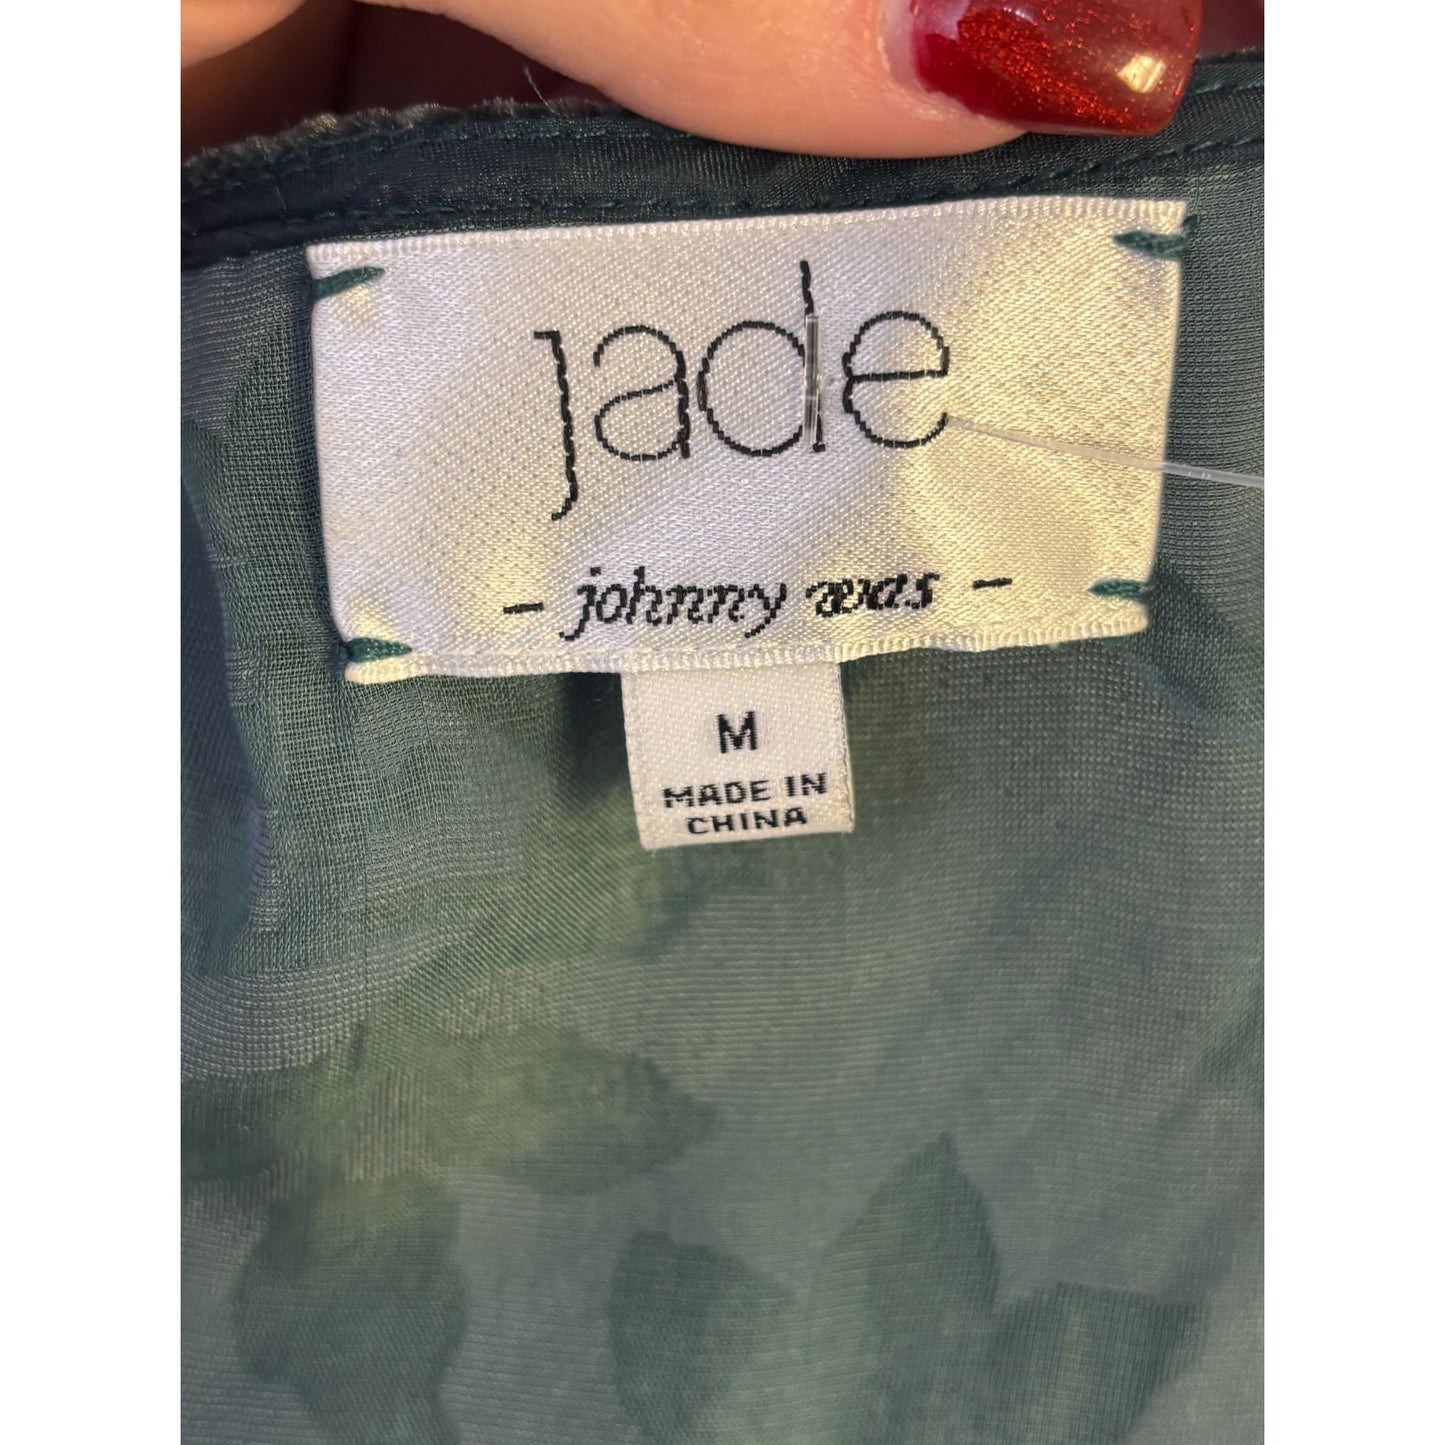 jade
- johnny was -
M
MADE IN
CHINA